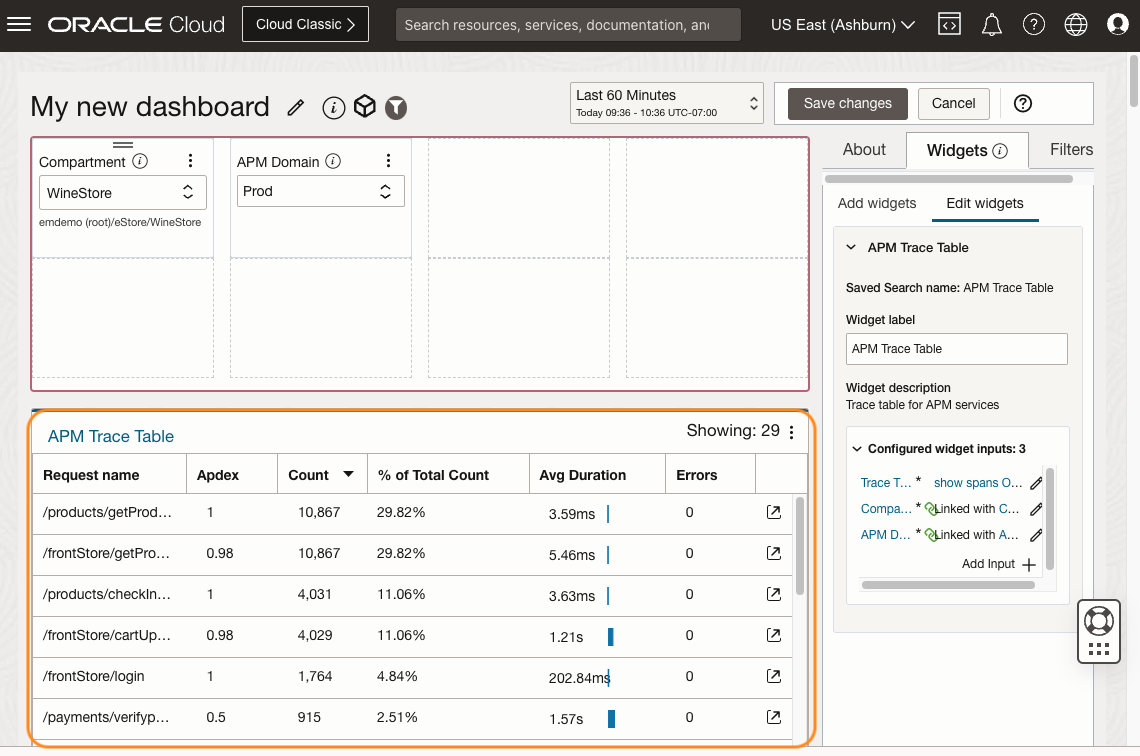 ORACLE Cloud
Cloud Classic
Search resources, services, documentation, and
US East (Ashburn)
My new dashboard
Last 60 Minutes
Today 09:36 - 10:36 UTC-07:00
Save changes
Cancel
Compartment
WineStore
emdemo (root)/eStore/WineStore
APM Domain
Prod
About
Widgets
Filters
Add widgets
Edit widgets
APM Trace Table
Saved Search name: APM Trace Table
Widget label
APM Trace Table
Widget description
Trace table for APM services
Configured widget inputs: 3
Trace T... * show spans O...
Compa... * Linked with C...
APM D... * Linked with A...
Add Input
APM Trace Table
Showing: 29
Request name Apdex Count % of Total Count Avg Duration Errors
/products/getProd... 1 10,867 29.82% 3.59ms 0
/frontStore/getPro... 0.98 10,867 29.82% 5.46ms 0
/products/checkIn... 1 4,031 11.06% 3.63ms 0
/frontStore/cartUp... 0.98 4,029 11.06% 1.21s 0
/frontStore/login 1 1,764 4.84% 202.84ms 0
/payments/verifyp... 0.5 915 2.51% 1.57s 0